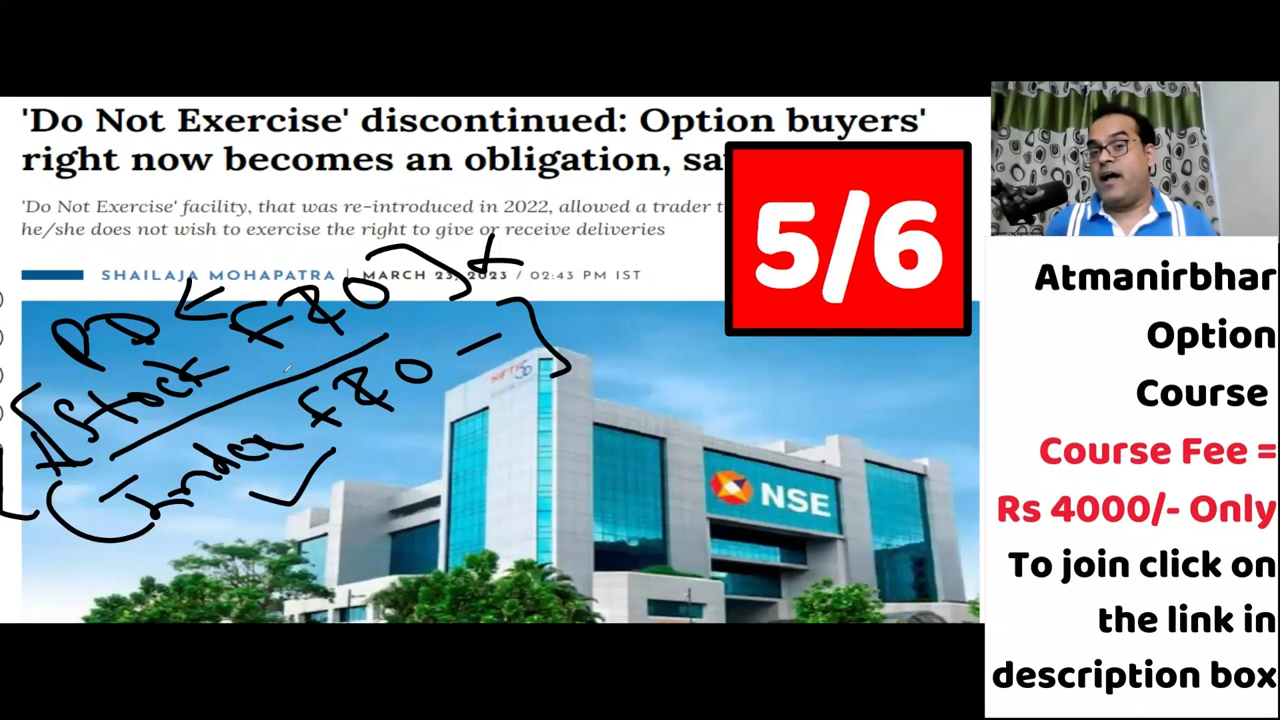 'Do Not Exercise' discontinued: Option buyers'
right now becomes an obligation, sa
'Do Not Exercise' facility, that was re-introduced in 2022, allowed a trader t
he/she does not wish to exercise the right to give or receive deliveries
SHAILAJA MOHAPATRA | MARCH 23, 2023 / 02:43 PM IST
5/6
PD ← F&O
Stock
Index F&O
NIFTY 50
NSE
Atmanirbhar
Option
Course
Course Fee =
Rs 4000/- Only
To join click on
the link in
description box